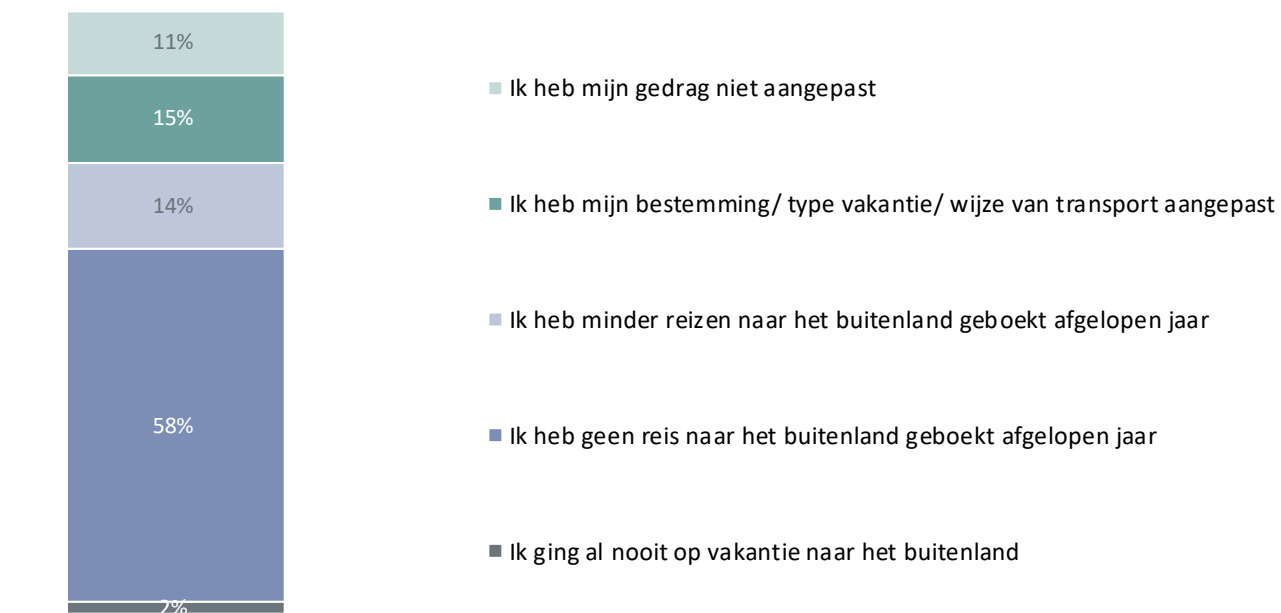 11%
15%
14%
58%
2%
Ik heb mijn gedrag niet aangepast
Ik heb mijn bestemming/ type vakantie/ wijze van transport aangepast
Ik heb minder reizen naar het buitenland geboekt afgelopen jaar
Ik heb geen reis naar het buitenland geboekt afgelopen jaar
Ik ging al nooit op vakantie naar het buitenland